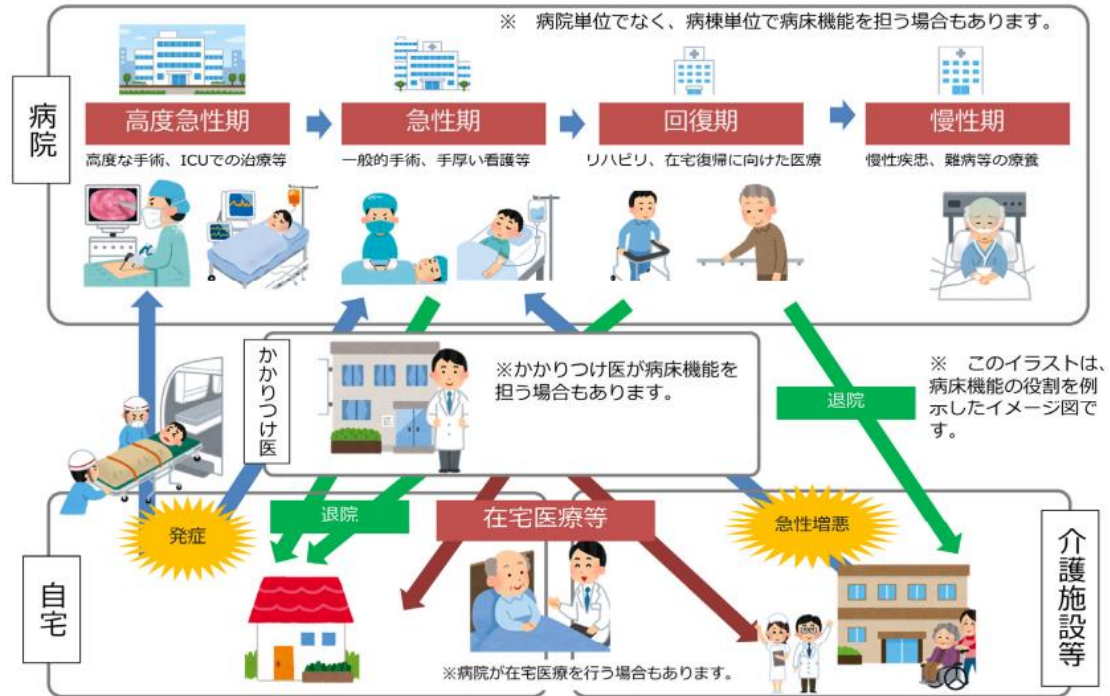 ※　病院単位でなく、病棟単位で病床機能を担う場合もあります。
病院
高度急性期
急性期
回復期
慢性期
高度な手術、ICUでの治療等
一般的手術、手厚い看護等
リハビリ、在宅復帰に向けた医療
慢性疾患、難病等の療養
かかりつけ医
※かかりつけ医が病床機能を
担う場合もあります。
退院
※　このイラストは、
病床機能の役割を例
示したイメージ図で
す。
発症
退院
在宅医療等
急性増悪
自宅
介護施設等
※病院が在宅医療を行う場合もあります。